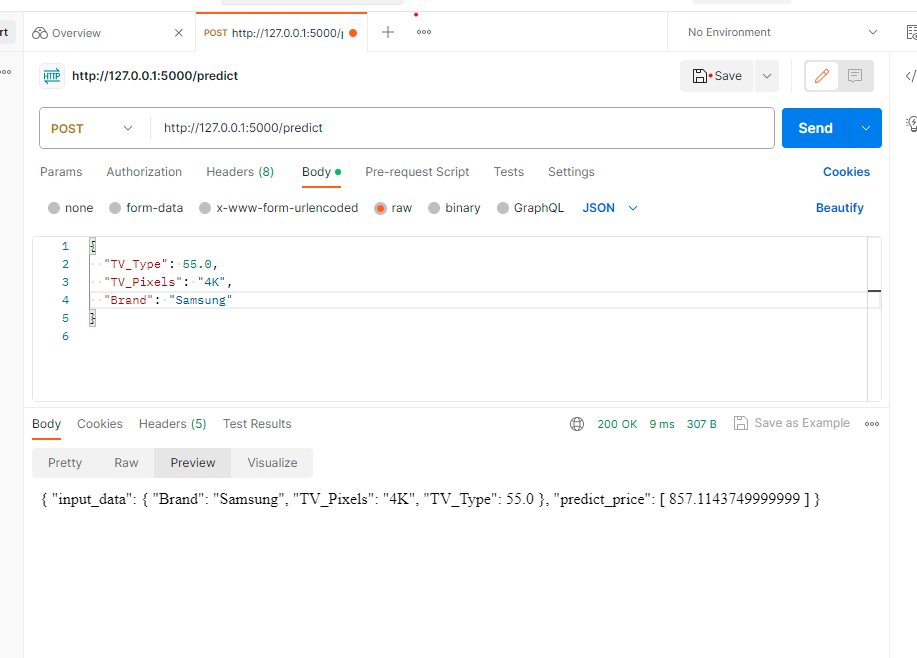 rt
Overview
POST http://127.0.0.1:5000/p
No Environment
HTTP http://127.0.0.1:5000/predict
Save
POST http://127.0.0.1:5000/predict Send
Params Authorization Headers (8) Body Pre-request Script Tests Settings Cookies
none form-data x-www-form-urlencoded raw binary GraphQL JSON Beautify
1 {
2 "TV_Type": 55.0,
3 "TV_Pixels": "4K",
4 "Brand": "Samsung"
5 }
6
Body Cookies Headers (5) Test Results 200 OK 9 ms 307 B Save as Example
Pretty Raw Preview Visualize
{ "input_data": { "Brand": "Samsung", "TV_Pixels": "4K", "TV_Type": 55.0 }, "predict_price": [ 857.1143749999999 ] }